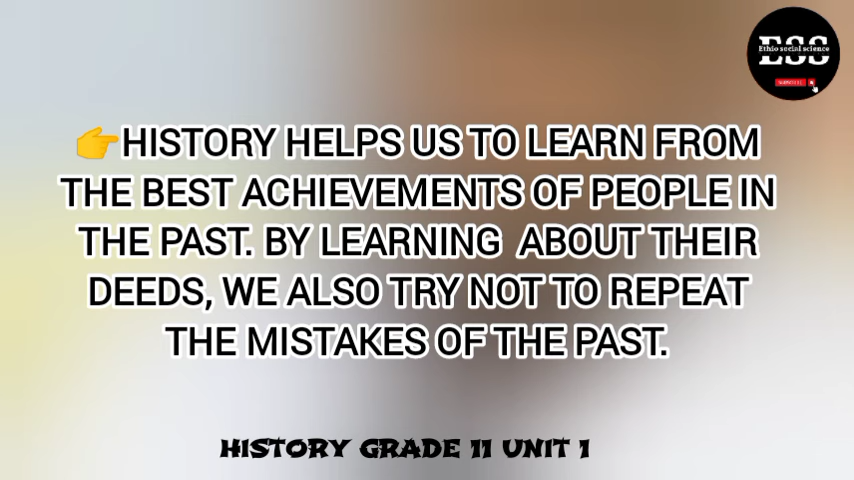 ESS
Ethio social science
👉HISTORY HELPS US TO LEARN FROM
THE BEST ACHIEVEMENTS OF PEOPLE IN
THE PAST. BY LEARNING ABOUT THEIR
DEEDS, WE ALSO TRY NOT TO REPEAT
THE MISTAKES OF THE PAST.
HISTORY GRADE 11 UNIT 1